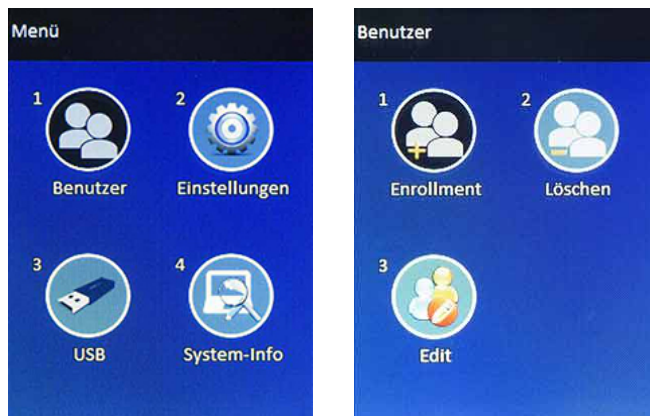 Menü
1
2
Benutzer
Einstellungen
3
4
USB
System-Info
Benutzer
1
2
Enrollment
Löschen
3
Edit